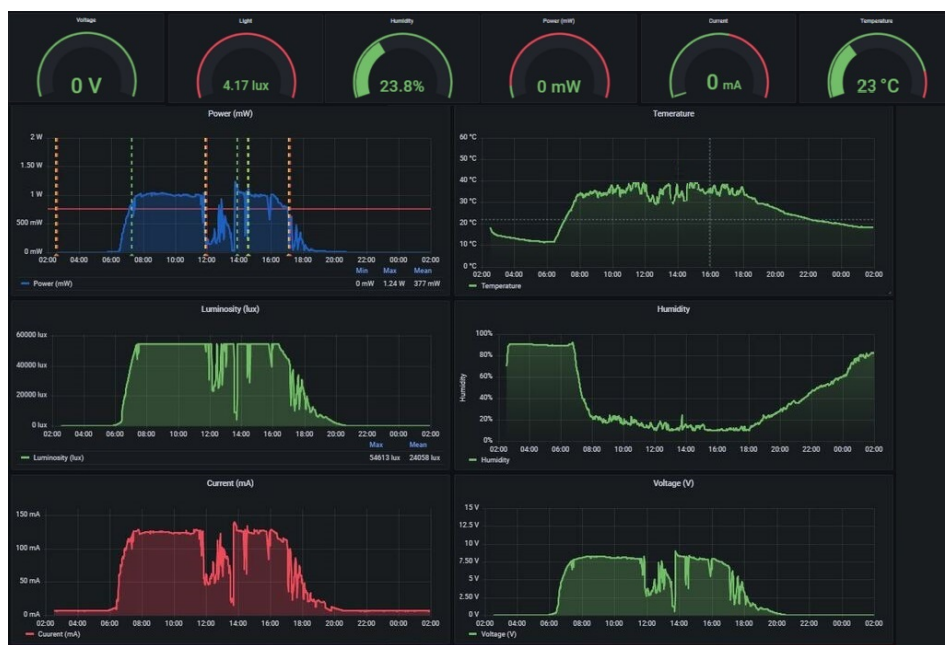 Voltage
Light
Humidity
Power (mW)
Current
Temperature
0 V
4.17 lux
23.8%
0 mW
0 mA
23 °C
Power (mW)
2 W
1.50 W
1 W
500 mW
0 mW
02:00 04:00 06:00 08:00 10:00 12:00 14:00 16:00 18:00 20:00 22:00 00:00 02:00
Min Max Mean
Power (mW) 0 mW 1.24 W 377 mW
Temerature
60 °C
50 °C
40 °C
30 °C
20 °C
10 °C
0 °C
02:00 04:00 06:00 08:00 10:00 12:00 14:00 16:00 18:00 20:00 22:00 00:00 02:00
Temperature
Luminosity (lux)
60000 lux
40000 lux
20000 lux
0 lux
02:00 04:00 06:00 08:00 10:00 12:00 14:00 16:00 18:00 20:00 22:00 00:00 02:00
Max Mean
Luminosity (lux) 54613 lux 24058 lux
Humidity
100%
80%
60%
40%
20%
0%
Humidity
02:00 04:00 06:00 08:00 10:00 12:00 14:00 16:00 18:00 20:00 22:00 00:00 02:00
Humidity
Current (mA)
150 mA
100 mA
50 mA
0 mA
02:00 04:00 06:00 08:00 10:00 12:00 14:00 16:00 18:00 20:00 22:00 00:00 02:00
Cuurent (mA)
Voltage (V)
15 V
12.5 V
10 V
7.50 V
5 V
2.50 V
0 V
02:00 04:00 06:00 08:00 10:00 12:00 14:00 16:00 18:00 20:00 22:00 00:00 02:00
Voltage (V)